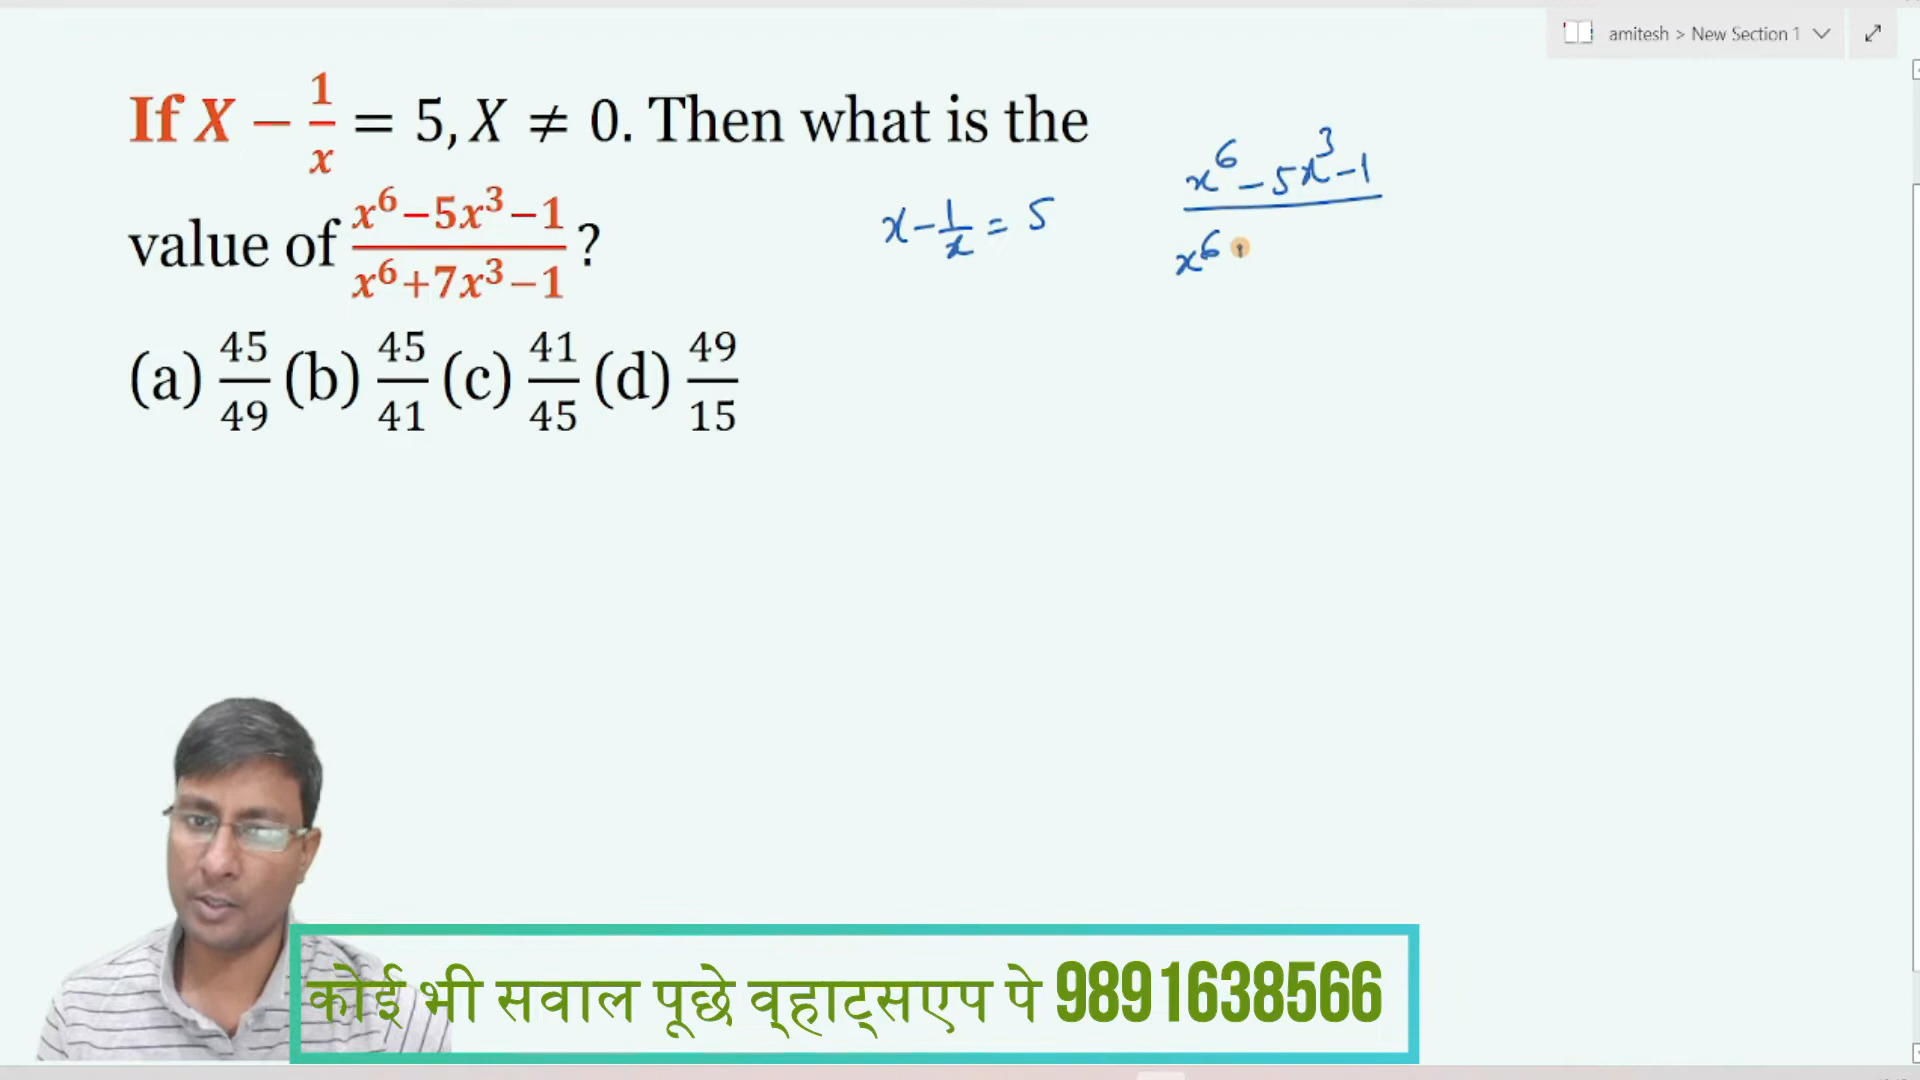 amitesh > New Section 1
If X − 1/x = 5, X ≠ 0. Then what is the
value of (x⁶−5x³−1)/(x⁶+7x³−1) ?
(a) 45/49 (b) 45/41 (c) 41/45 (d) 49/15
x − 1/x = 5
x⁶ − 5x³ − 1
x⁶
कोई भी सवाल पूछे व्हाट्सएप पे 9891638566